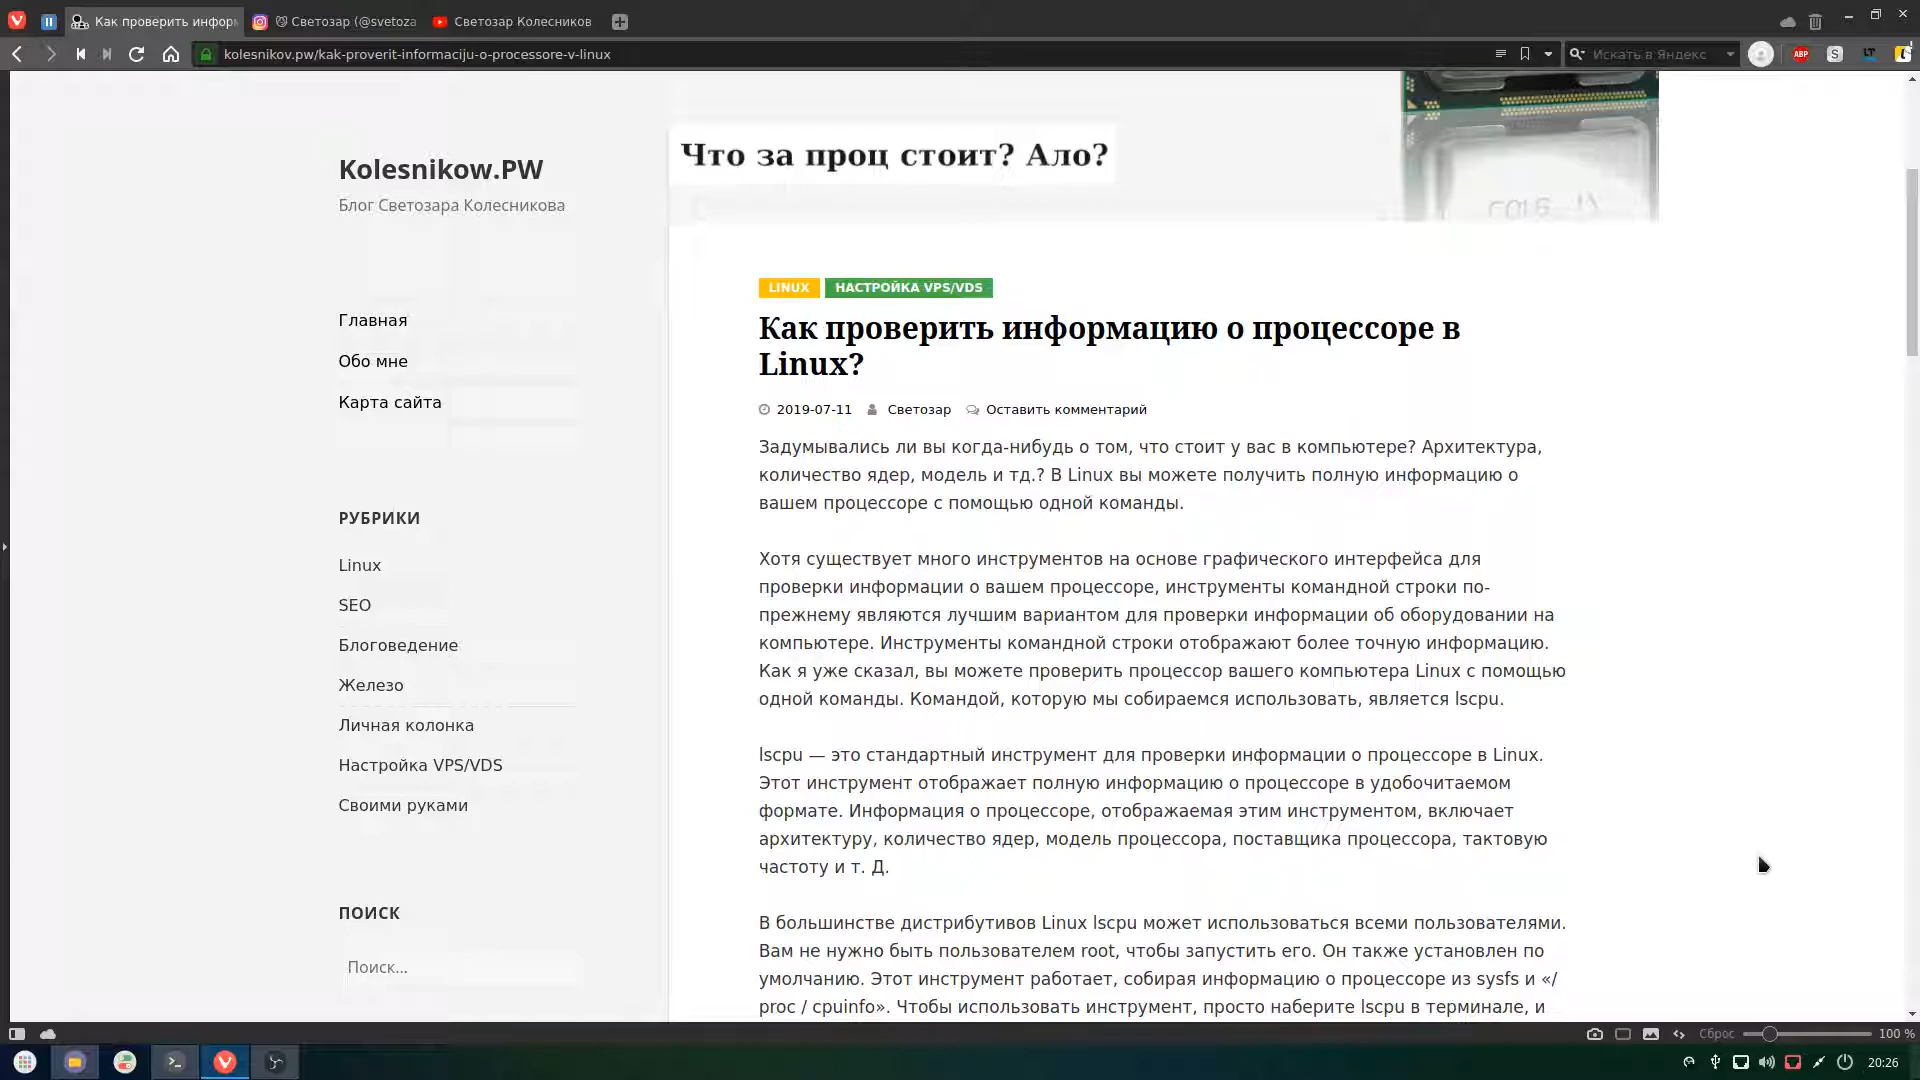 Как проверить инфор
Светозар (@svetoza
Светозар Колесников
kolesnikov.pw/kak-proverit-informaciju-o-processore-v-linux
Искать в Яндекс
ABP
S
LT
Что за проц стоит? Ало?
Kolesnikow.PW
Блог Светозара Колесникова
Главная
Обо мне
Карта сайта
РУБРИКИ
Linux
SEO
Блоговедение
Железо
Личная колонка
Настройка VPS/VDS
Своими руками
ПОИСК
Поиск...
LINUX НАСТРОЙКА VPS/VDS
Как проверить информацию о процессоре в
Linux?
2019-07-11 Светозар Оставить комментарий
Задумывались ли вы когда-нибудь о том, что стоит у вас в компьютере? Архитектура,
количество ядер, модель и тд.? В Linux вы можете получить полную информацию о
вашем процессоре с помощью одной команды.
Хотя существует много инструментов на основе графического интерфейса для
проверки информации о вашем процессоре, инструменты командной строки по-
прежнему являются лучшим вариантом для проверки информации об оборудовании на
компьютере. Инструменты командной строки отображают более точную информацию.
Как я уже сказал, вы можете проверить процессор вашего компьютера Linux с помощью
одной команды. Командой, которую мы собираемся использовать, является lscpu.
lscpu — это стандартный инструмент для проверки информации о процессоре в Linux.
Этот инструмент отображает полную информацию о процессоре в удобочитаемом
формате. Информация о процессоре, отображаемая этим инструментом, включает
архитектуру, количество ядер, модель процессора, поставщика процессора, тактовую
частоту и т. Д.
В большинстве дистрибутивов Linux lscpu может использоваться всеми пользователями.
Вам не нужно быть пользователем root, чтобы запустить его. Он также установлен по
умолчанию. Этот инструмент работает, собирая информацию о процессоре из sysfs и «/
proc / cpuinfo». Чтобы использовать инструмент, просто наберите lscpu в терминале, и
Сброс 100 %
20:26